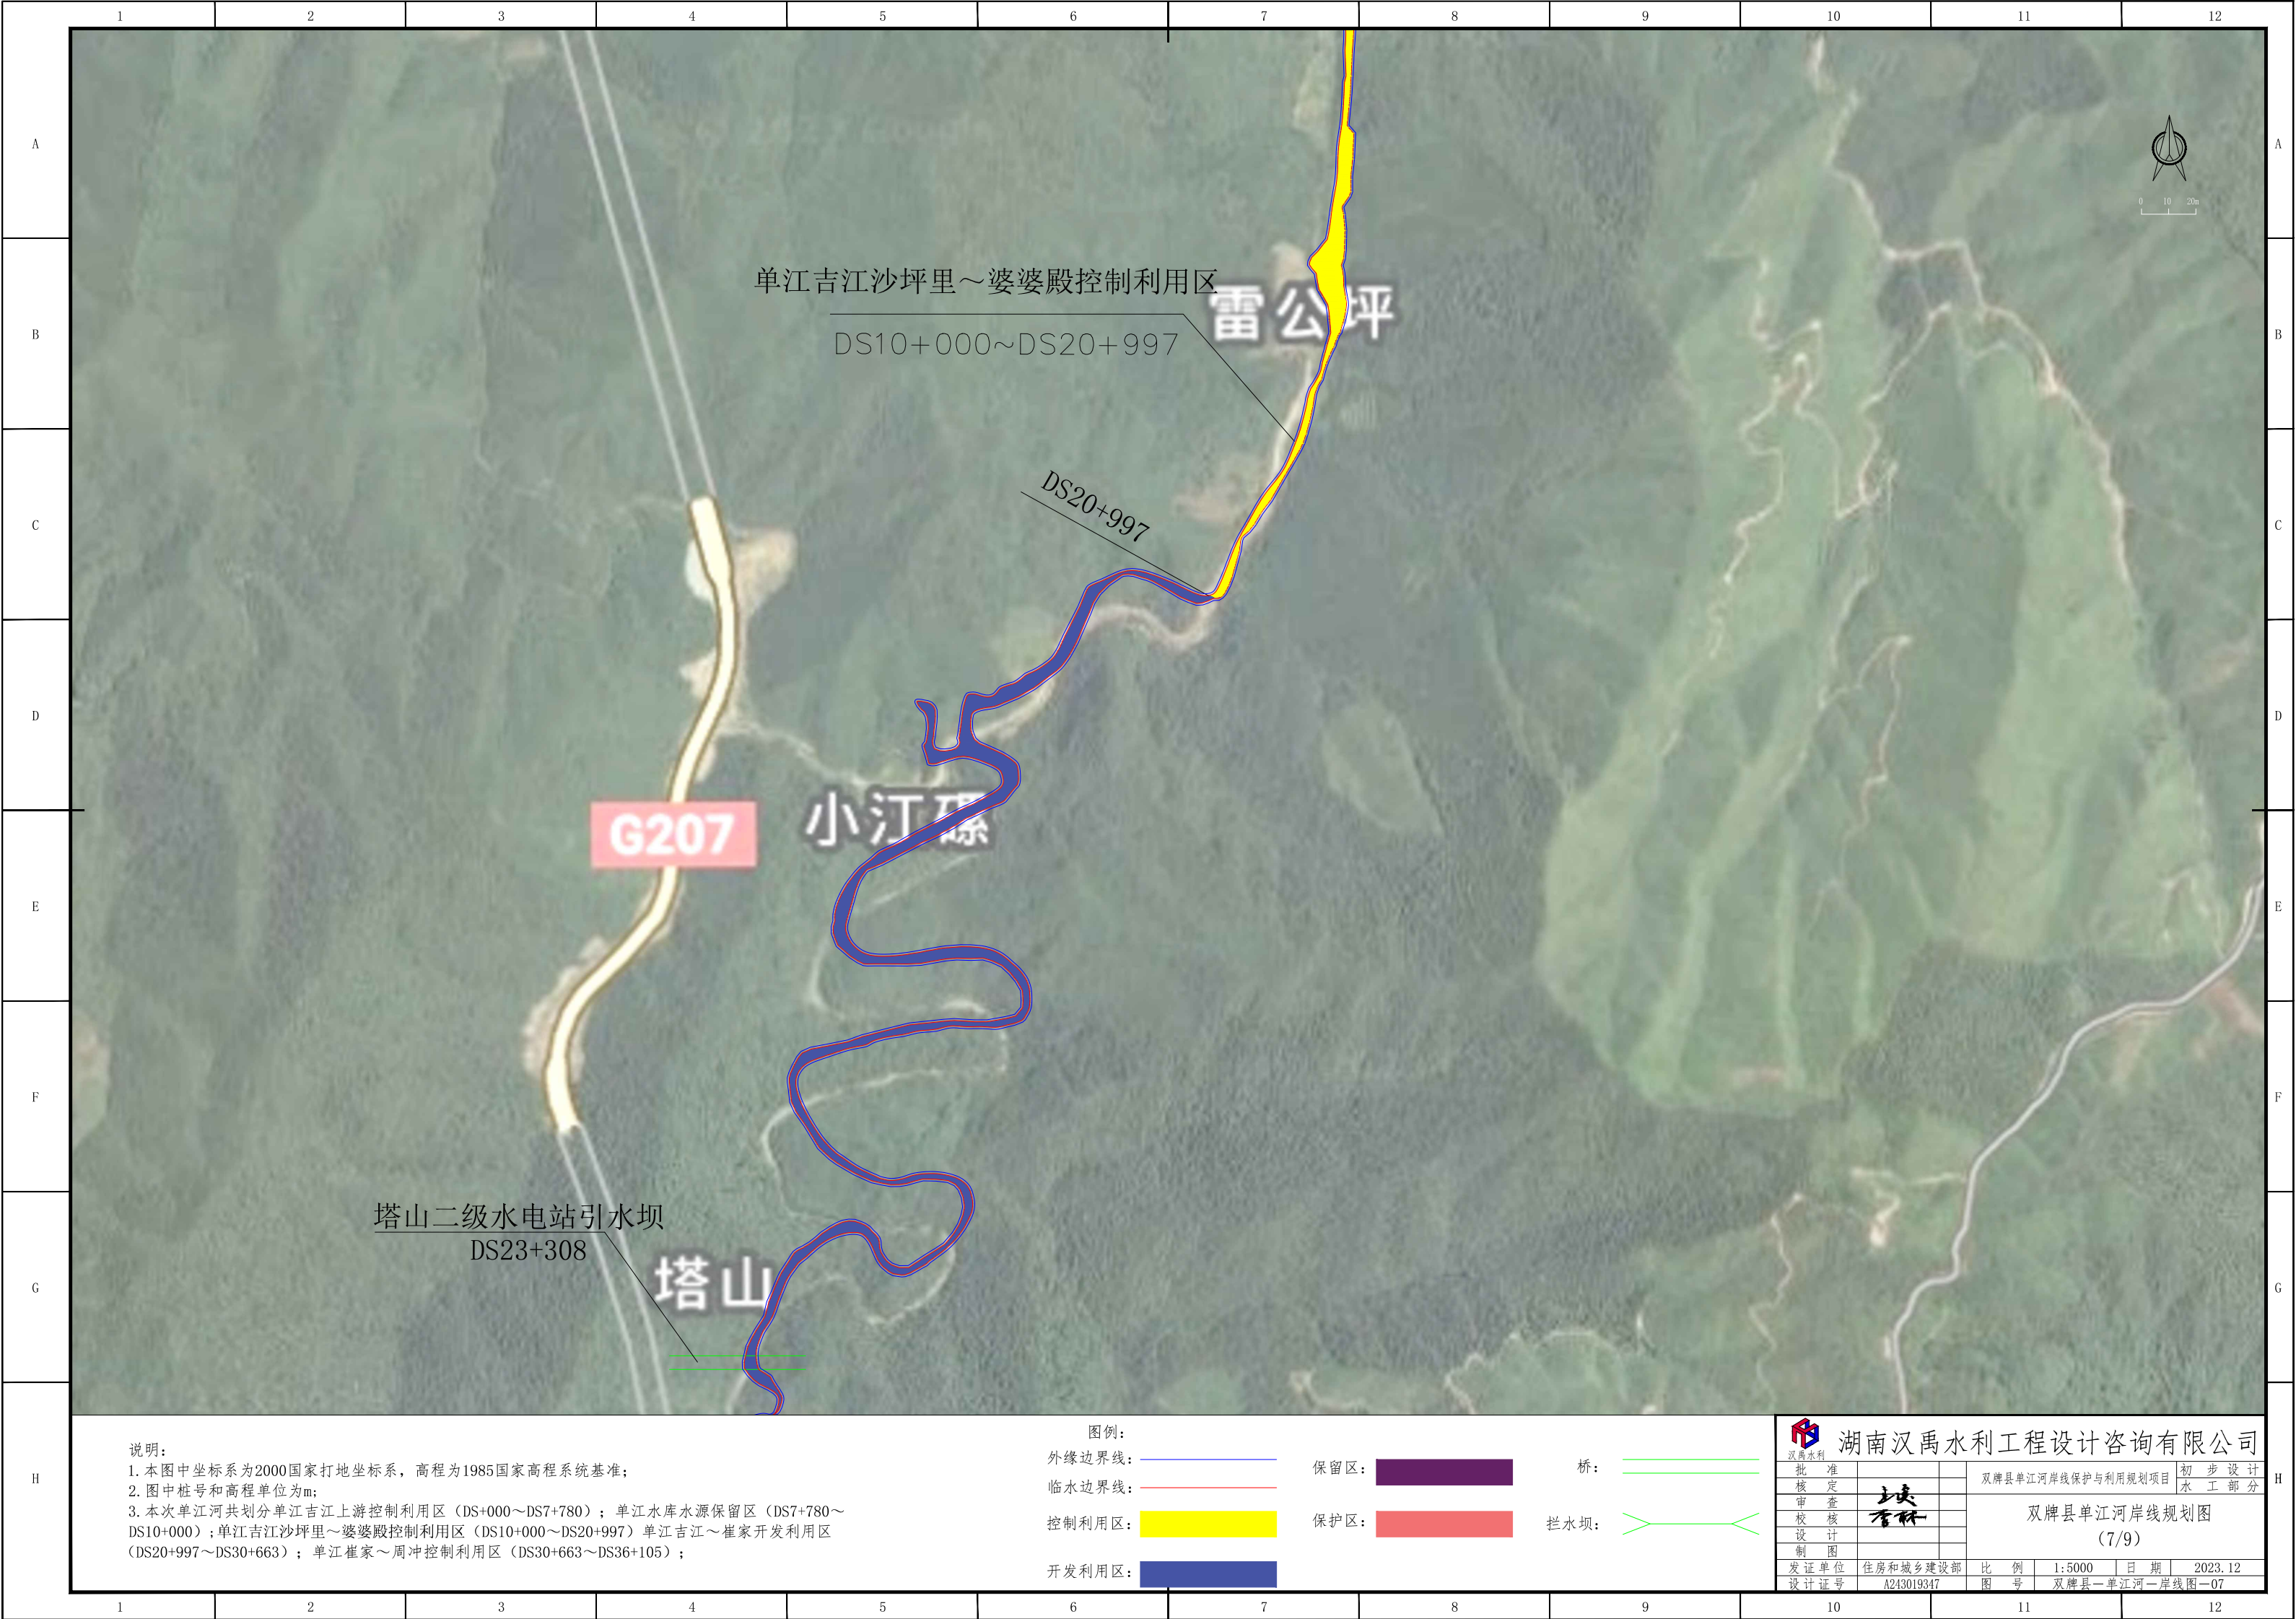 1 2 3 4 5 6 7 8 9 10 11 12
A A
0 10 20m
单江吉江沙坪里～婆婆殿控制利用区
雷公坪
B B
DS10+000～DS20+997
DS20+997
C C
D D
G207
小江磥
E E
F F
塔山二级水电站引水坝
DS23+308
塔山
G G
H H
说明：
1.本图中坐标系为2000国家打地坐标系，高程为1985国家高程系统基准；
2.图中桩号和高程单位为m;
3.本次单江河共划分单江吉江上游控制利用区（DS+000～DS7+780）；单江水库水源保留区（DS7+780～
DS10+000）;单江吉江沙坪里～婆婆殿控制利用区（DS10+000～DS20+997）单江吉江～崔家开发利用区
（DS20+997～DS30+663）；单江崔家～周冲控制利用区（DS30+663～DS36+105）；
图例：
外缘边界线：
临水边界线：
控制利用区：
开发利用区：
保留区：
保护区：
桥：
拦水坝：
汉禹水利
湖南汉禹水利工程设计咨询有限公司
批准
核定
审查
校核
设计
制图
双牌县单江河岸线保护与利用规划项目
初步设计
水工部分
双牌县单江河岸线规划图
（7/9）
发证单位 住房和城乡建设部 比例 1:5000 日期 2023.12
设计证号 A243019347 图号 双牌县—单江河—岸线图—07
1 2 3 4 5 6 7 8 9 10 11 12